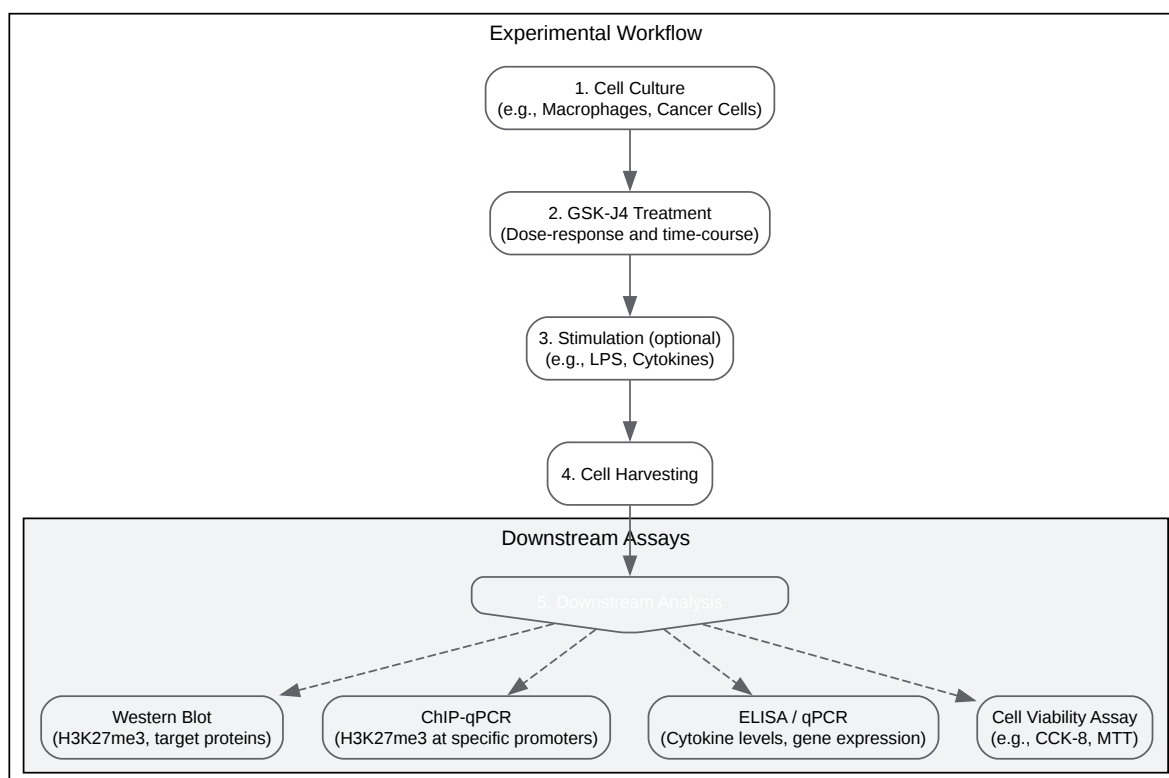 Experimental Workflow
1. Cell Culture
(e.g., Macrophages, Cancer Cells)
2. GSK-J4 Treatment
(Dose-response and time-course)
3. Stimulation (optional)
(e.g., LPS, Cytokines)
4. Cell Harvesting
Downstream Assays
5. Downstream Analysis
Western Blot
(H3K27me3, target proteins)
ChIP-qPCR
(H3K27me3 at specific promoters)
ELISA / qPCR
(Cytokine levels, gene expression)
Cell Viability Assay
(e.g., CCK-8, MTT)